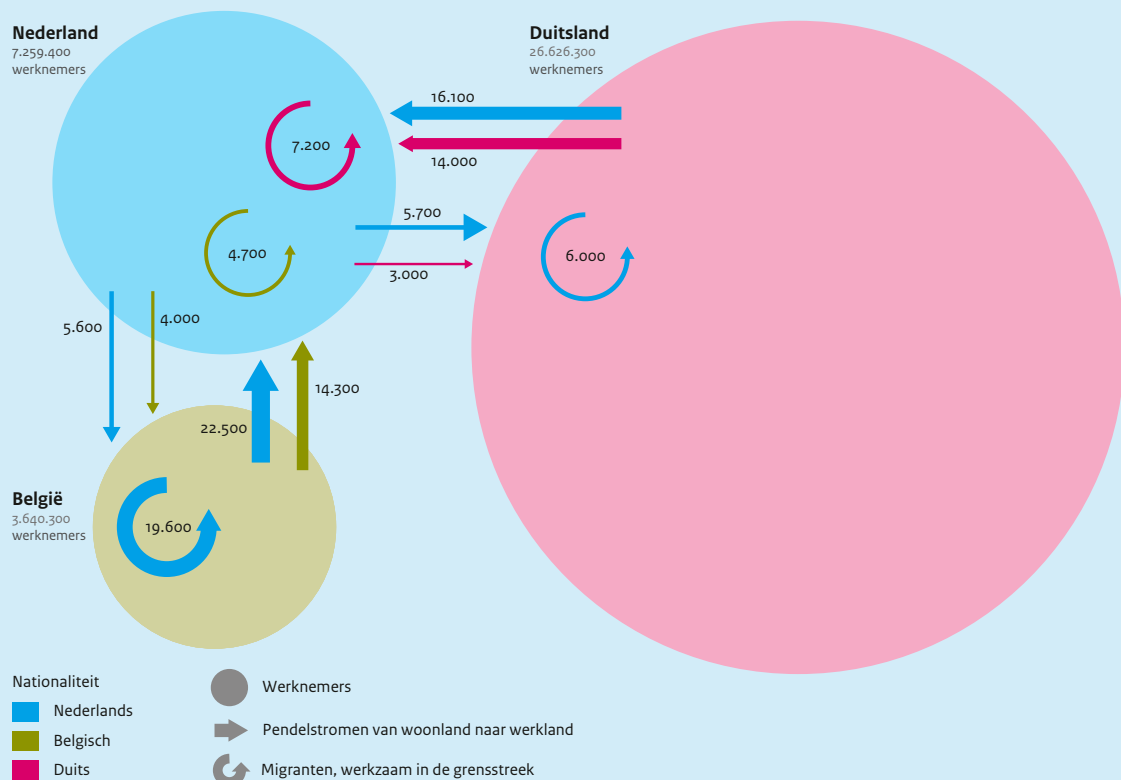 Nederland
7.259.400
werknemers
Duitsland
26.626.300
werknemers
16.100
7.200
14.000
5.700
4.700
6.000
3.000
5.600
4.000
14.300
22.500
België
3.640.300
werknemers
19.600
Nationaliteit
Nederlands
Belgisch
Duits
Werknemers
Pendelstromen van woonland naar werkland
Migranten, werkzaam in de grensstreek